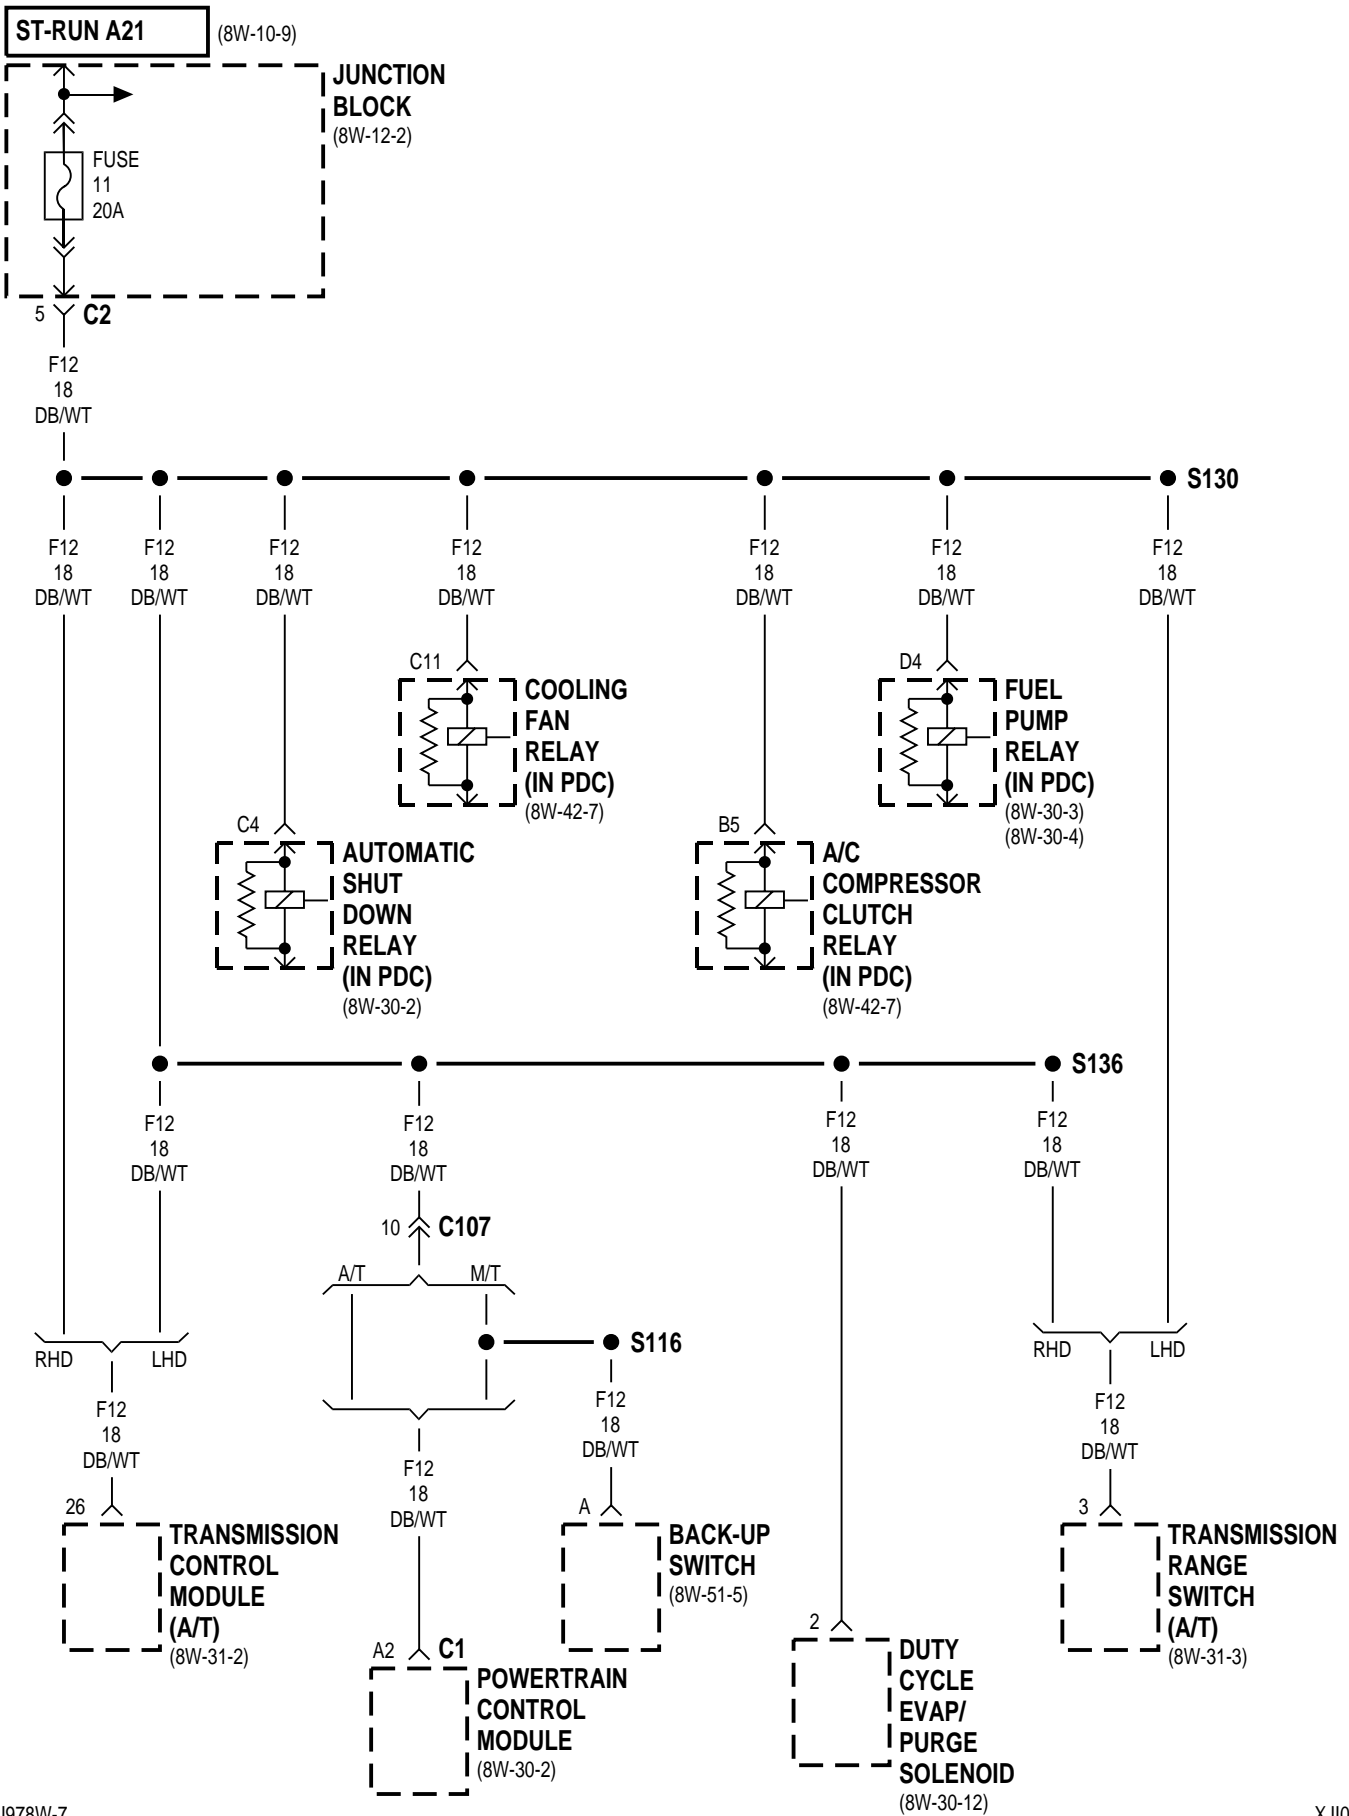 ST-RUN A21 (8W-10-9)
JUNCTION
BLOCK
(8W-12-2)
FUSE
11
20A
5 C2
F12
18
DB/WT
S130
F12 F12 F12 F12 F12 F12 F12
18 18 18 18 18 18 18
DB/WT DB/WT DB/WT DB/WT DB/WT DB/WT DB/WT
C11
COOLING
FAN
RELAY
(IN PDC)
(8W-42-7)
D4
FUEL
PUMP
RELAY
(IN PDC)
(8W-30-3)
(8W-30-4)
C4
AUTOMATIC
SHUT
DOWN
RELAY
(IN PDC)
(8W-30-2)
B5
A/C
COMPRESSOR
CLUTCH
RELAY
(IN PDC)
(8W-42-7)
S136
F12 F12 F12 F12
18 18 18 18
DB/WT DB/WT DB/WT DB/WT
10 C107
A/T M/T
S116
RHD LHD
RHD LHD
F12
18
DB/WT
F12
18
DB/WT
F12
18
DB/WT
F12
18
DB/WT
26
TRANSMISSION
CONTROL
MODULE
(A/T)
(8W-31-2)
A2 C1
POWERTRAIN
CONTROL
MODULE
(8W-30-2)
A
BACK-UP
SWITCH
(8W-51-5)
2
DUTY
CYCLE
EVAP/
PURGE
SOLENOID
(8W-30-12)
3
TRANSMISSION
RANGE
SWITCH
(A/T)
(8W-31-3)